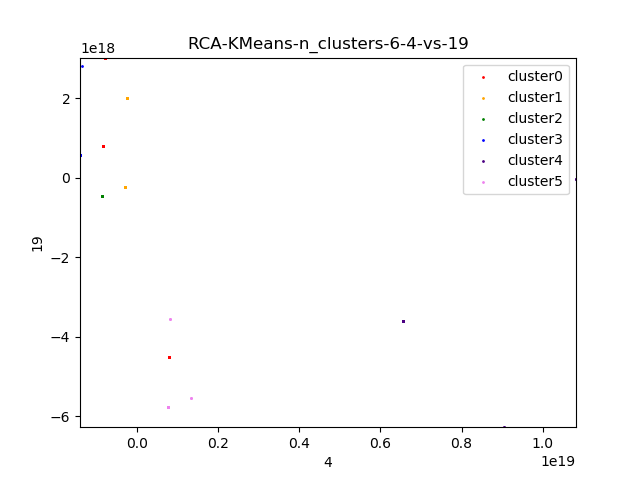 RCA-KMeans-n_clusters-6-4-vs-19
1e18
cluster0
cluster1
cluster2
cluster3
cluster4
cluster5
2
0
−2
−4
−6
19
0.0 0.2 0.4 0.6 0.8 1.0
4
1e19